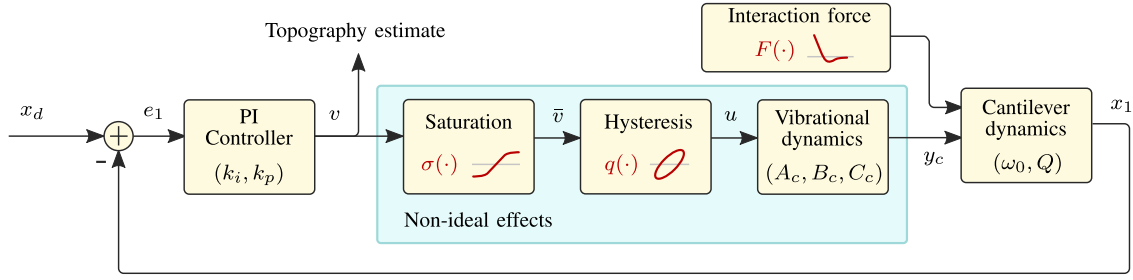 Topography estimate
Interaction force
F(·)
x_d
e_1
PI
Controller
(k_i, k_p)
v
Saturation
σ(·)
v̄
Hysteresis
q(·)
u
Vibrational
dynamics
(A_c, B_c, C_c)
y_c
Cantilever
dynamics
(ω_0, Q)
x_1
+
-
Non-ideal effects